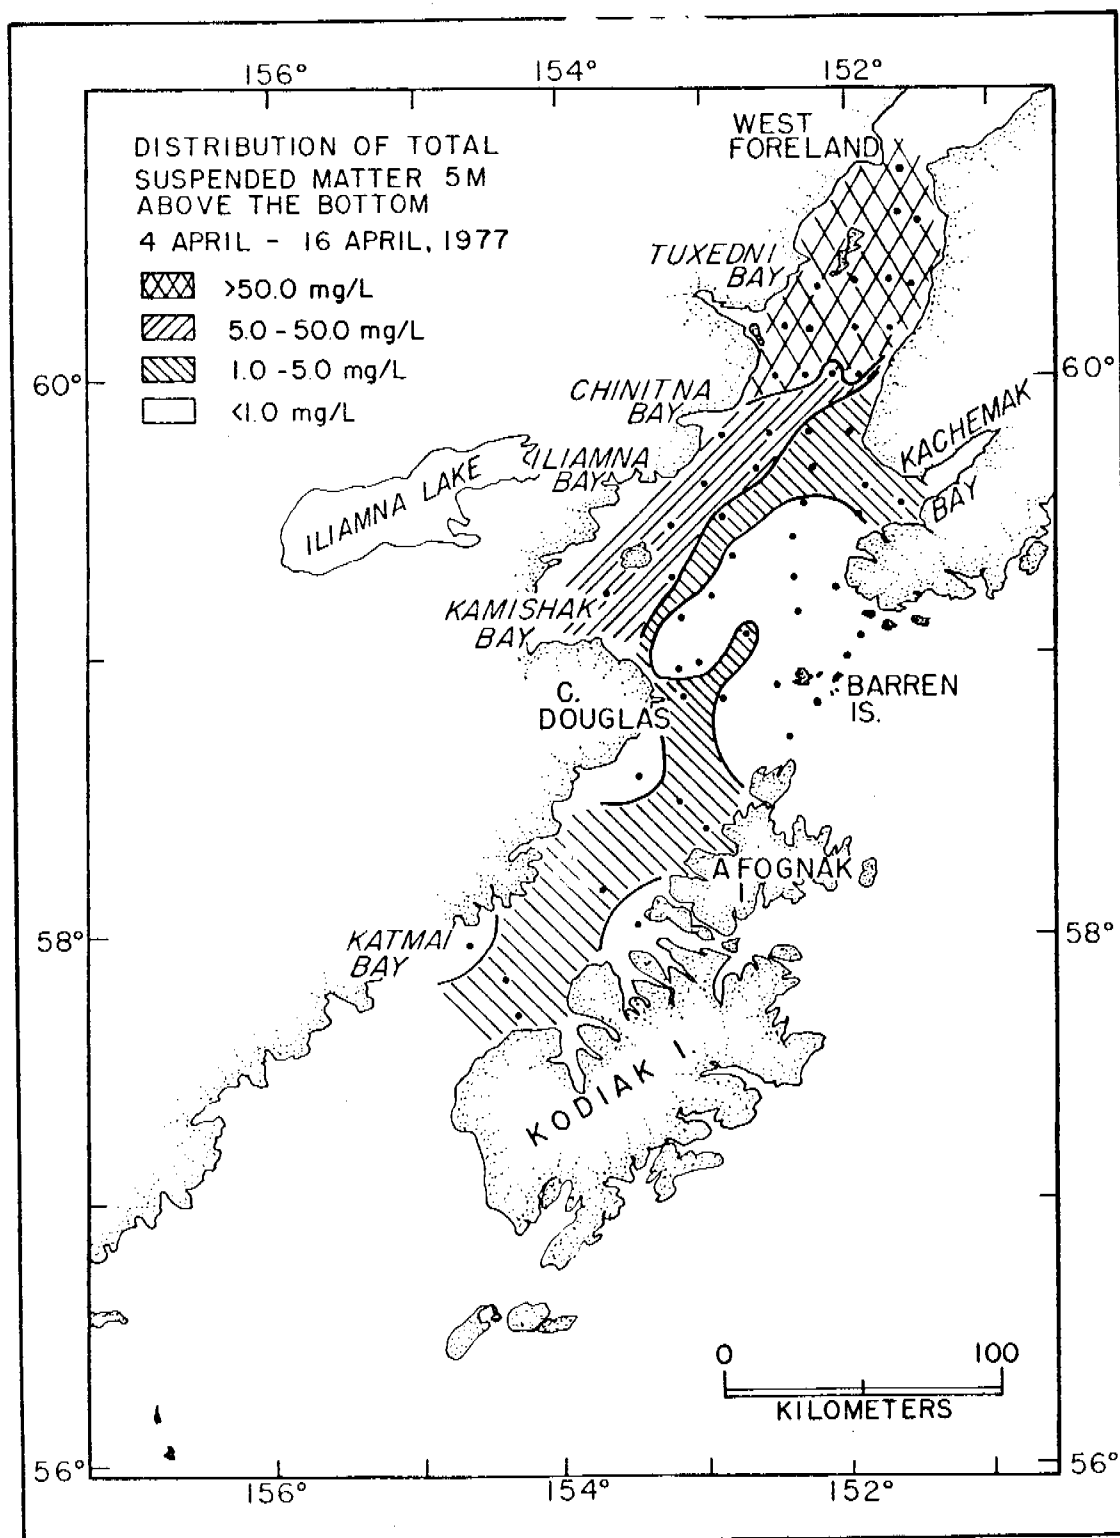 156° 154° 152°
DISTRIBUTION OF TOTAL
SUSPENDED MATTER 5M
ABOVE THE BOTTOM
4 APRIL - 16 APRIL, 1977
>50.0 mg/L
5.0 - 50.0 mg/L
1.0 - 5.0 mg/L
<1.0 mg/L
WEST
FORELAND
TUXEDNI
BAY
60° 60°
CHINITNA
BAY
KACHEMAK
BAY
ILIAMNA
BAY
ILIAMNA LAKE
KAMISHAK
BAY
C.
DOUGLAS
BARREN
IS.
AFOGNAK
I
58° 58°
KATMAI
BAY
KODIAK I.
0 100
KILOMETERS
56° 56°
156° 154° 152°